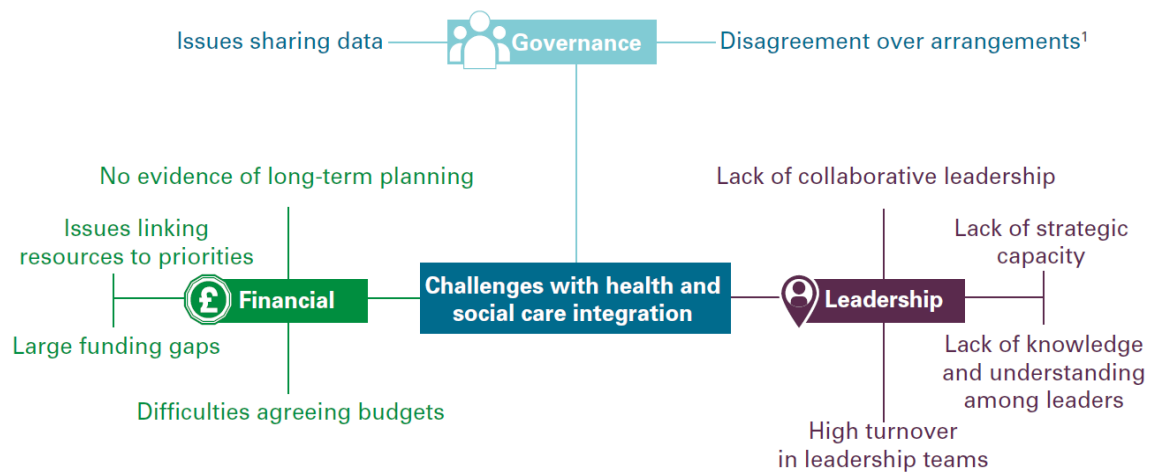 Issues sharing data
Governance
Disagreement over arrangements¹
No evidence of long-term planning
Issues linking
resources to priorities
£ Financial
Large funding gaps
Difficulties agreeing budgets
Challenges with health and
social care integration
Lack of collaborative leadership
Lack of strategic
capacity
Leadership
Lack of knowledge
and understanding
among leaders
High turnover
in leadership teams